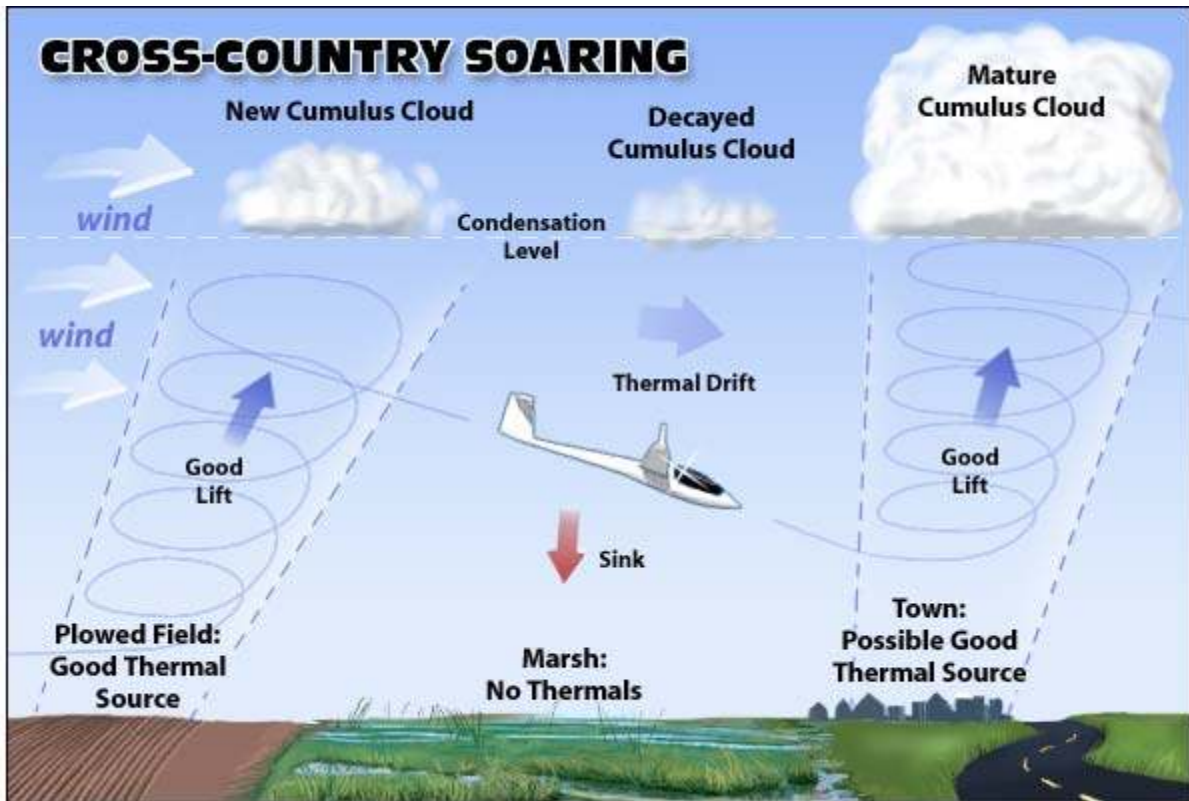 CROSS-COUNTRY SOARING
New Cumulus Cloud
Decayed
Cumulus Cloud
Mature
Cumulus Cloud
wind
Condensation
Level
wind
Thermal Drift
Good
Lift
Good
Lift
Sink
Plowed Field:
Good Thermal
Source
Marsh:
No Thermals
Town:
Possible Good
Thermal Source